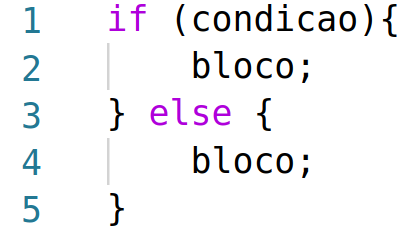 1 if (condicao){
2 bloco;
3 } else {
4 bloco;
5 }